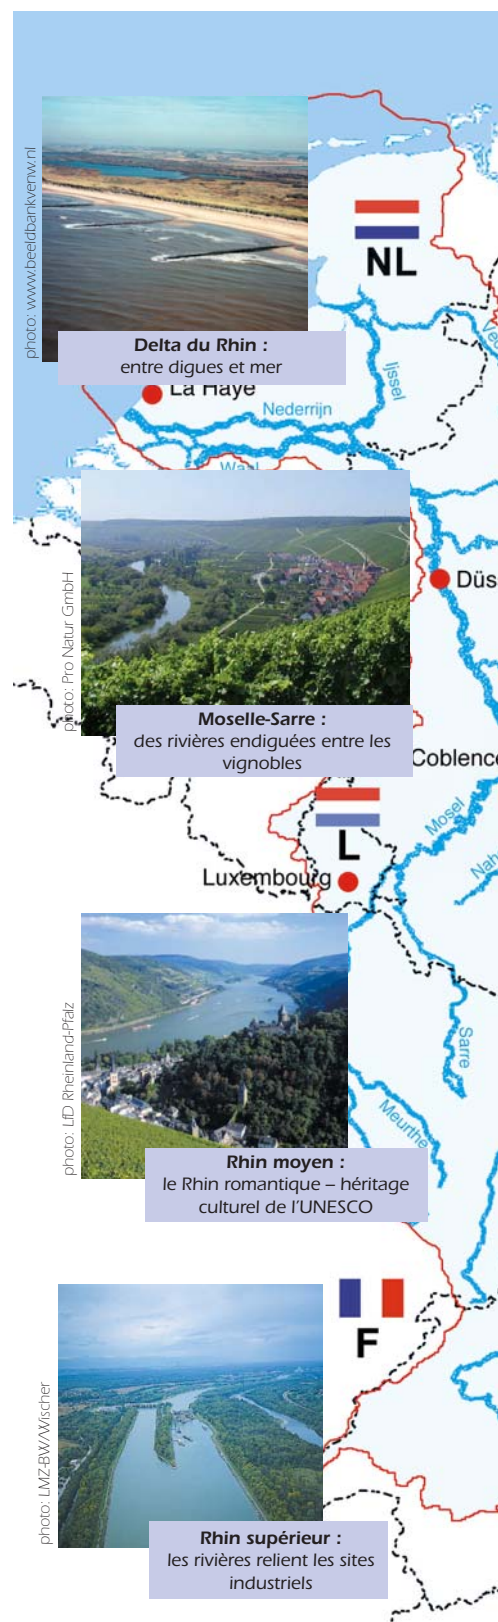 photo: www.beeldbankvenw.nl
NL
Delta du Rhin :
entre digues et mer
Ijssel
La Haye
Nederrijn
Waal
photo: Pro Natur GmbH
Düs
Moselle-Sarre :
des rivières endiguées entre les
vignobles
Coblence
Mosel
L
Luxembourg
Nah
photo: LfD Rheinland-Pfalz
Sarre
Meurthe
Rhin moyen :
le Rhin romantique – héritage
culturel de l'UNESCO
F
photo: LMZ-BW/Wischer
Rhin supérieur :
les rivières relient les sites
industriels